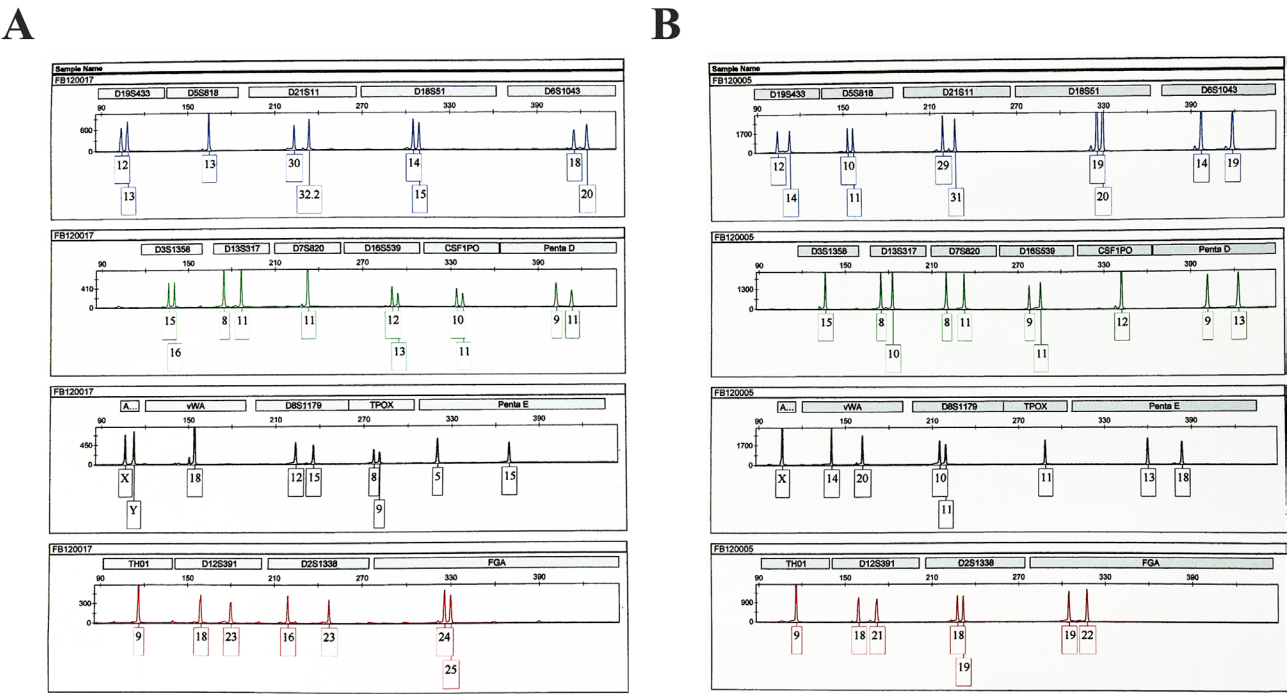 A
Sample Name
FB120017
D19S433 D5S818 D21S11 D18S51 D6S1043
90 150 210 270 330 390
600
0
12 13 30 14 18
13 32.2 15 20
FB120017
D3S1358 D13S317 D7S820 D16S539 CSF1PO Penta D
90 150 210 270 330 390
410
0
15 8 11 11 12 10 9 11
16 13 11
FB120017
A... vWA D8S1179 TPOX Penta E
90 150 210 270 330 390
450
0
X 18 12 15 8 5 15
Y 9
FB120017
TH01 D12S391 D2S1338 FGA
90 150 210 270 330 390
300
0
9 18 23 16 23 24
25
B
Sample Name
FB120005
D19S433 D5S818 D21S11 D18S51 D6S1043
90 150 210 270 330 390
1700
0
12 10 29 19 14 19
14 11 31 20
FB120005
D3S1358 D13S317 D7S820 D16S539 CSF1PO Penta D
90 150 210 270 330 390
1300
0
15 8 8 11 9 12 9 13
10 11
FB120005
A... vWA D8S1179 TPOX Penta E
90 150 210 270 330 390
1700
0
X 14 20 10 11 13 18
11
FB120005
TH01 D12S391 D2S1338 FGA
90 150 210 270 330 390
900
0
9 18 21 18 19 22
19